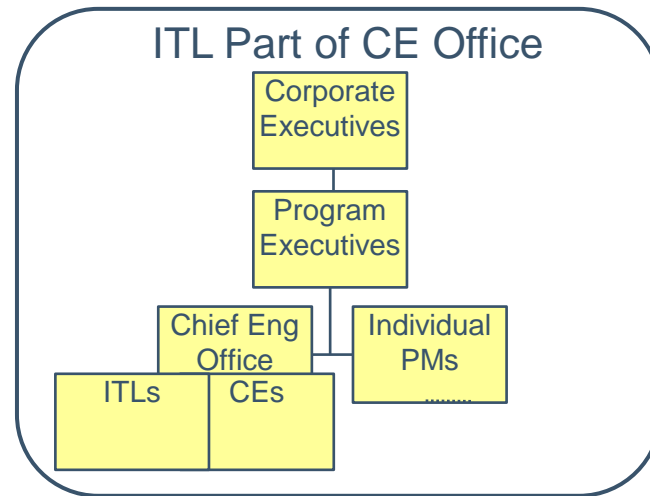 ITL Part of CE Office
Corporate
Executives
Program
Executives
Chief Eng
Office
Individual
PMs
.........
ITLs
CEs